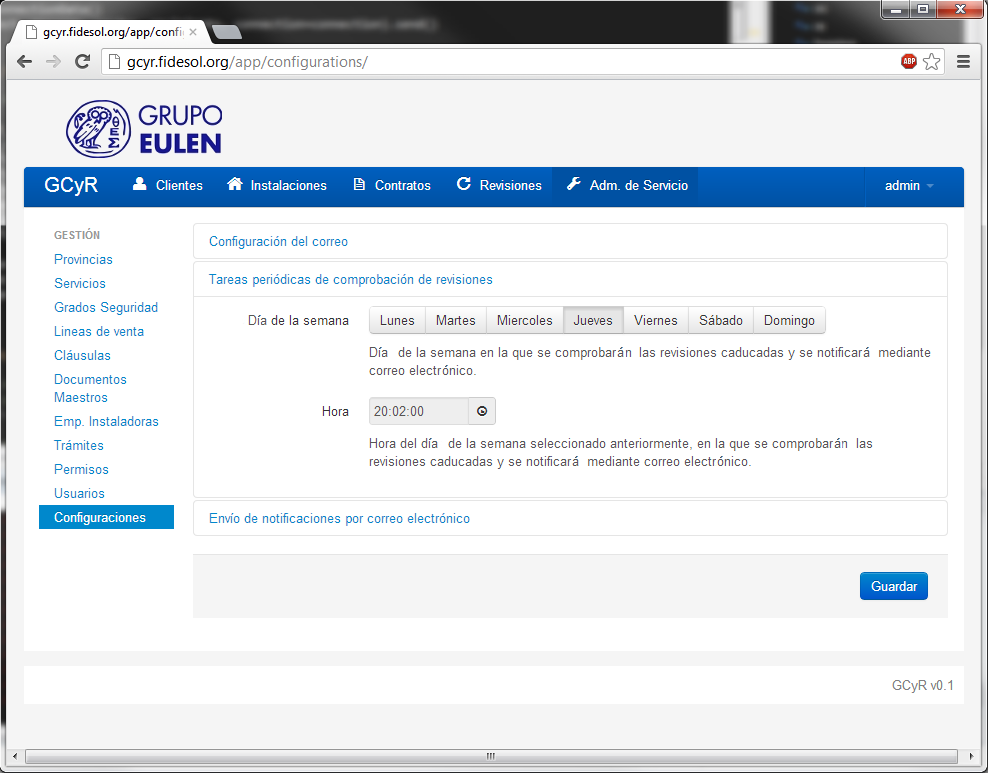 gcyr.fidesol.org/app/confi
gcyr.fidesol.org/app/configurations/
ABP
GRUPO
EULEN
GCyR Clientes Instalaciones Contratos Revisiones Adm. de Servicio admin
GESTIÓN
Provincias
Servicios
Grados Seguridad
Lineas de venta
Cláusulas
Documentos
Maestros
Emp. Instaladoras
Trámites
Permisos
Usuarios
Configuraciones
Configuración del correo
Tareas periódicas de comprobación de revisiones
Día de la semana Lunes Martes Miercoles Jueves Viernes Sábado Domingo
Día de la semana en la que se comprobarán las revisiones caducadas y se notificará mediante
correo electrónico.
Hora 20:02:00
Hora del día de la semana seleccionado anteriormente, en la que se comprobarán las
revisiones caducadas y se notificará mediante correo electrónico.
Envío de notificaciones por correo electrónico
Guardar
GCyR v0.1